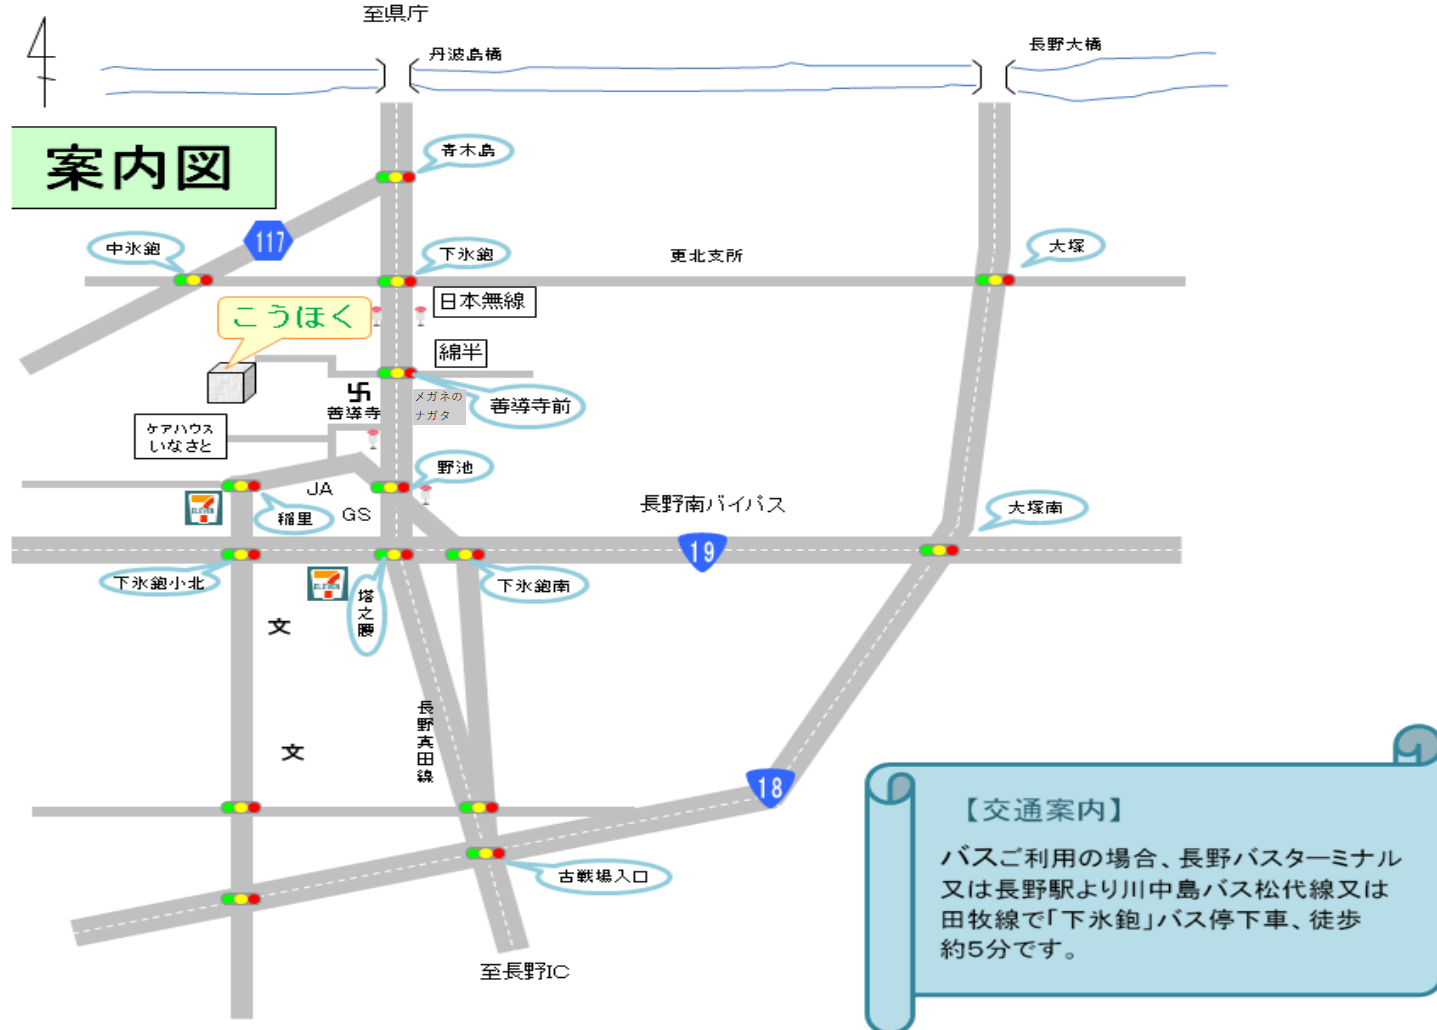 至県庁
丹波島橋
長野大橋
案内図
青木島
117
中氷鉋
下氷鉋
更北支所
大塚
日本無線
こうほく
綿半
善導寺
メガネの
ナガタ
善導寺前
ケアハウス
いなさと
野池
JA
GS
稲里
長野南バイパス
大塚南
19
下氷鉋小北
塔之腰
下氷鉋南
文
文
長野真田線
18
古戦場入口
至長野IC
【交通案内】
バスご利用の場合、長野バスターミナル
又は長野駅より川中島バス松代線又は
田牧線で「下氷鉋」バス停下車、徒歩
約5分です。